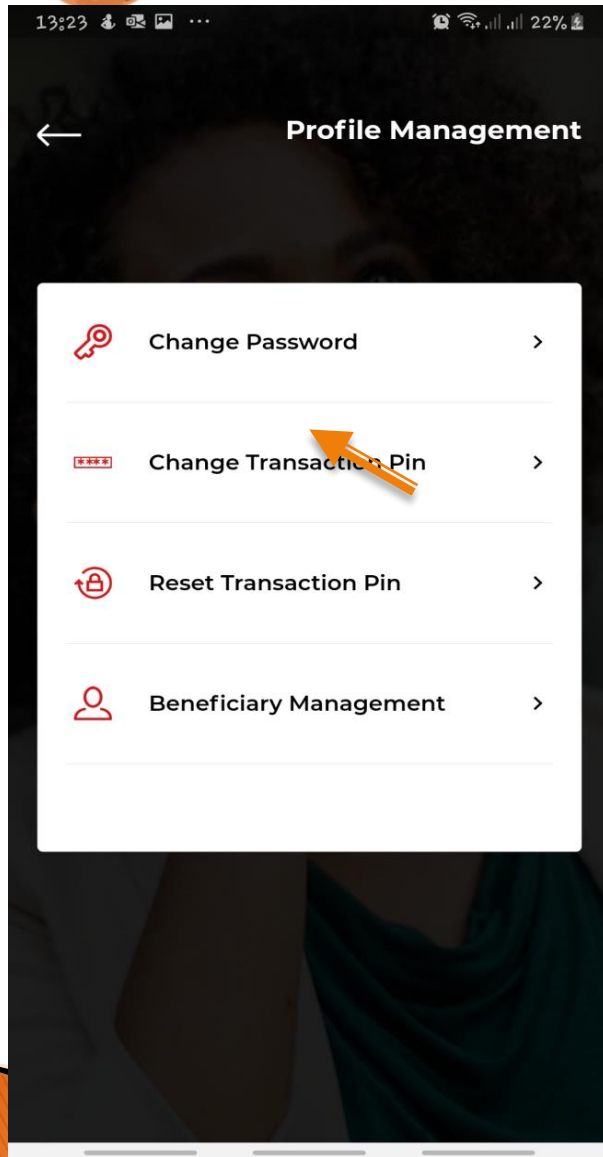 13:23 ... 22%
Profile Management
Change Password
Change Transaction Pin
Reset Transaction Pin
Beneficiary Management